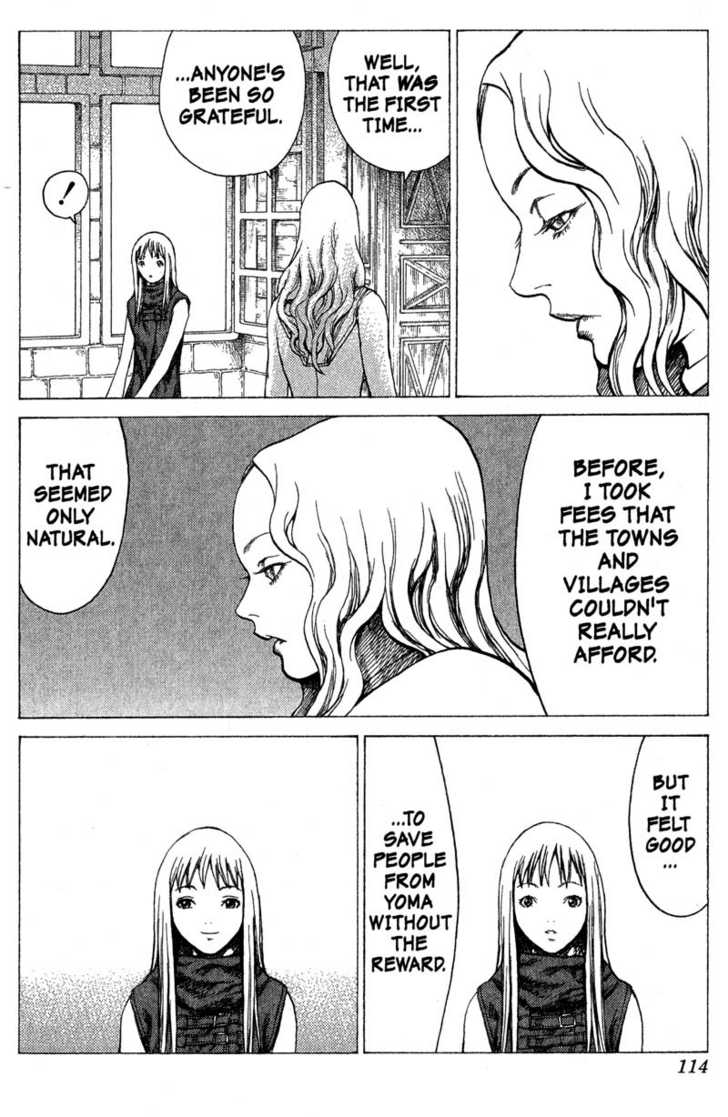 WELL,
THAT WAS
THE FIRST
TIME...
...ANYONE'S
BEEN SO
GRATEFUL.
!
BEFORE,
I TOOK
FEES THAT
THE TOWNS
AND
VILLAGES
COULDN'T
REALLY
AFFORD.
THAT
SEEMED
ONLY
NATURAL.
BUT
IT
FELT
GOOD
...
...TO
SAVE
PEOPLE
FROM
YOMA
WITHOUT
THE
REWARD.
114